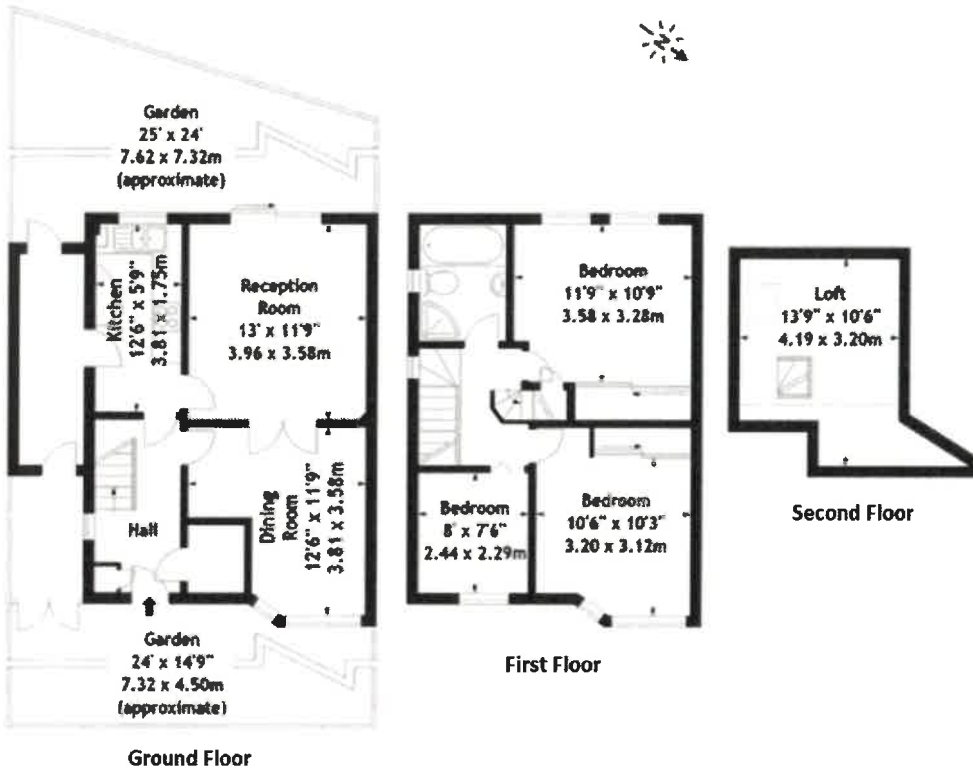 Garden
25' x 24'
7.62 x 7.32m
(approximate)
Kitchen
12'6" x 5'9"
3.81 x 1.75m
Reception
Room
13' x 11'9"
3.96 x 3.58m
Dining
Room
12'6" x 11'9"
3.81 x 3.58m
Hall
Garden
24' x 14'9"
7.32 x 4.50m
(approximate)
Ground Floor
Bedroom
11'9" x 10'9"
3.58 x 3.28m
Bedroom
8' x 7'6"
2.44 x 2.29m
Bedroom
10'6" x 10'3"
3.20 x 3.12m
First Floor
Loft
13'9" x 10'6"
4.19 x 3.20m
Second Floor
N